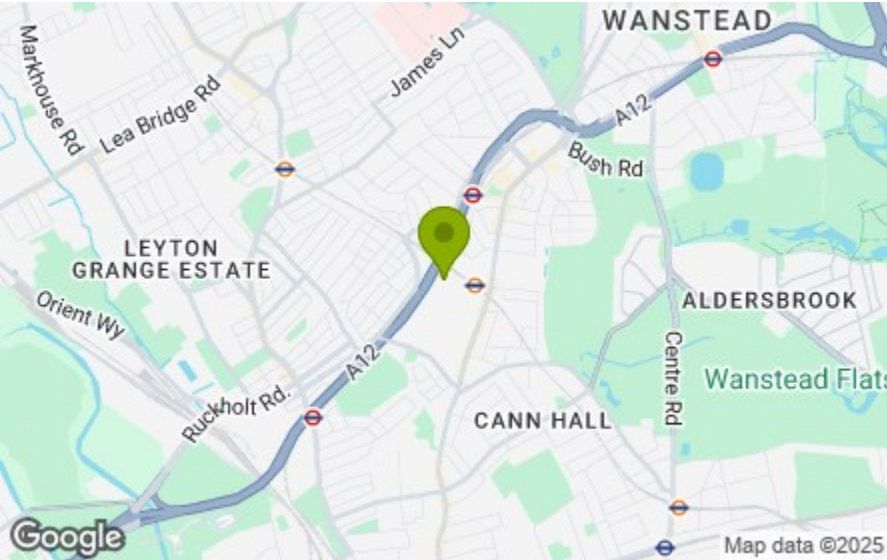 WANSTEAD
Markhouse Rd
James Ln
Lea Bridge Rd
A12
Bush Rd
LEYTON
GRANGE ESTATE
Orient Wy
ALDERSBROOK
A12
Centre Rd
Wanstead Flats
Ruckholt Rd.
CANN HALL
Google
Map data ©2025